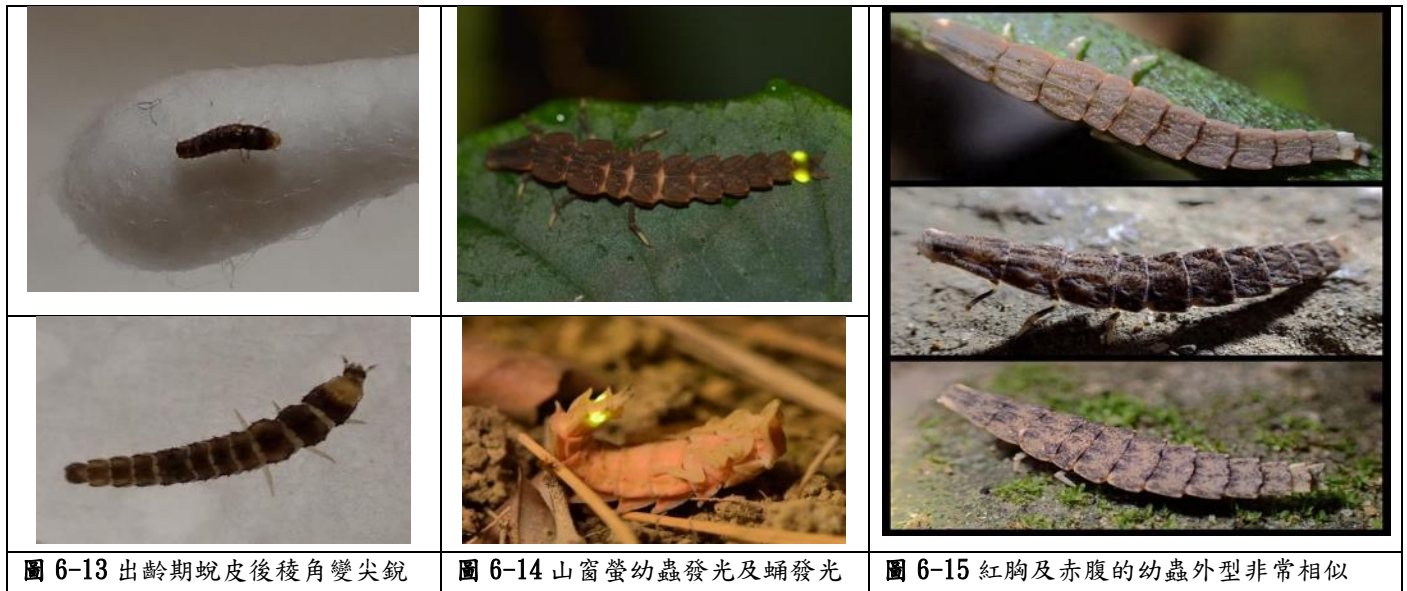 圖 6-13 出齡期蛻皮後稜角變尖銳
圖 6-14 山窗螢幼蟲發光及蛹發光
圖 6-15 紅胸及赤腹的幼蟲外型非常相似